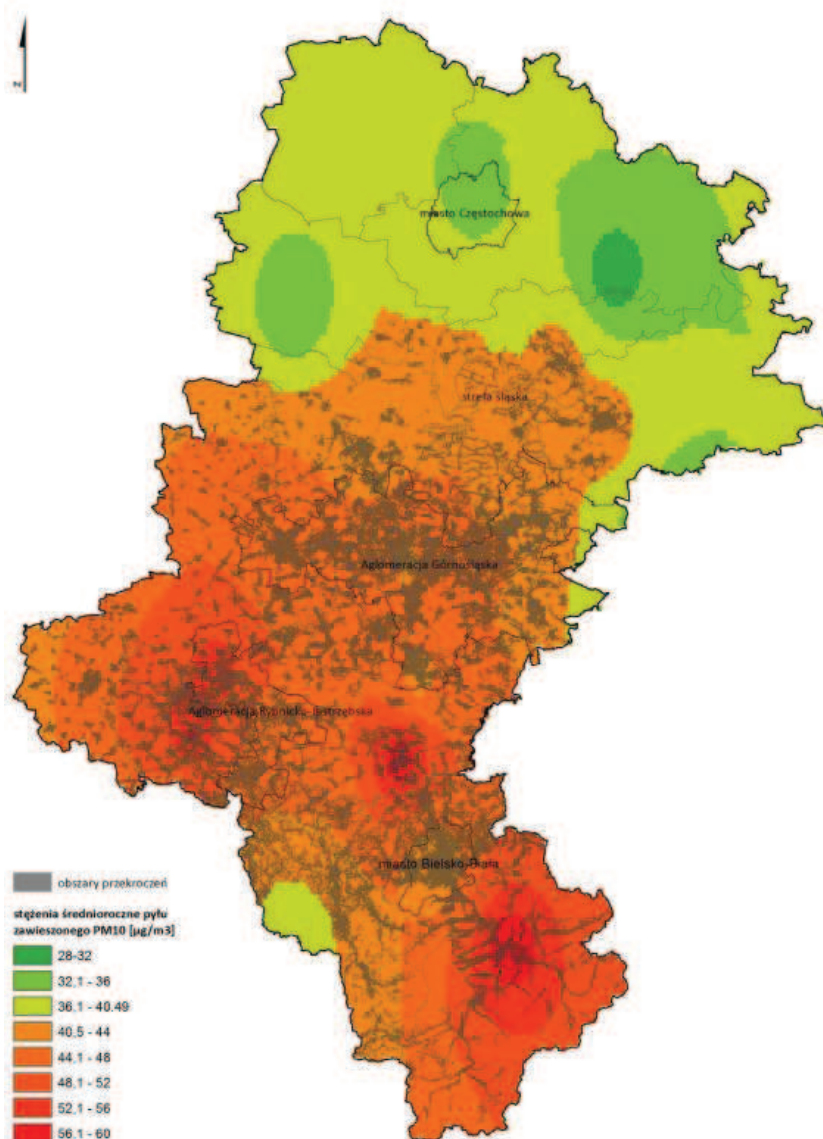 z
miasto Częstochowa
strefa śląska
Aglomeracja Górnośląska
Aglomeracja Rybnicko-Jastrzębska
miasto Bielsko-Biała
obszary przekroczeń
stężenia średnioroczne pyłu
zawieszonego PM10 [µg/m3]
28-32
32,1 - 36
36,1 - 40.49
40,5 - 44
44,1 - 48
48,1 - 52
52,1 - 56
56,1 - 60